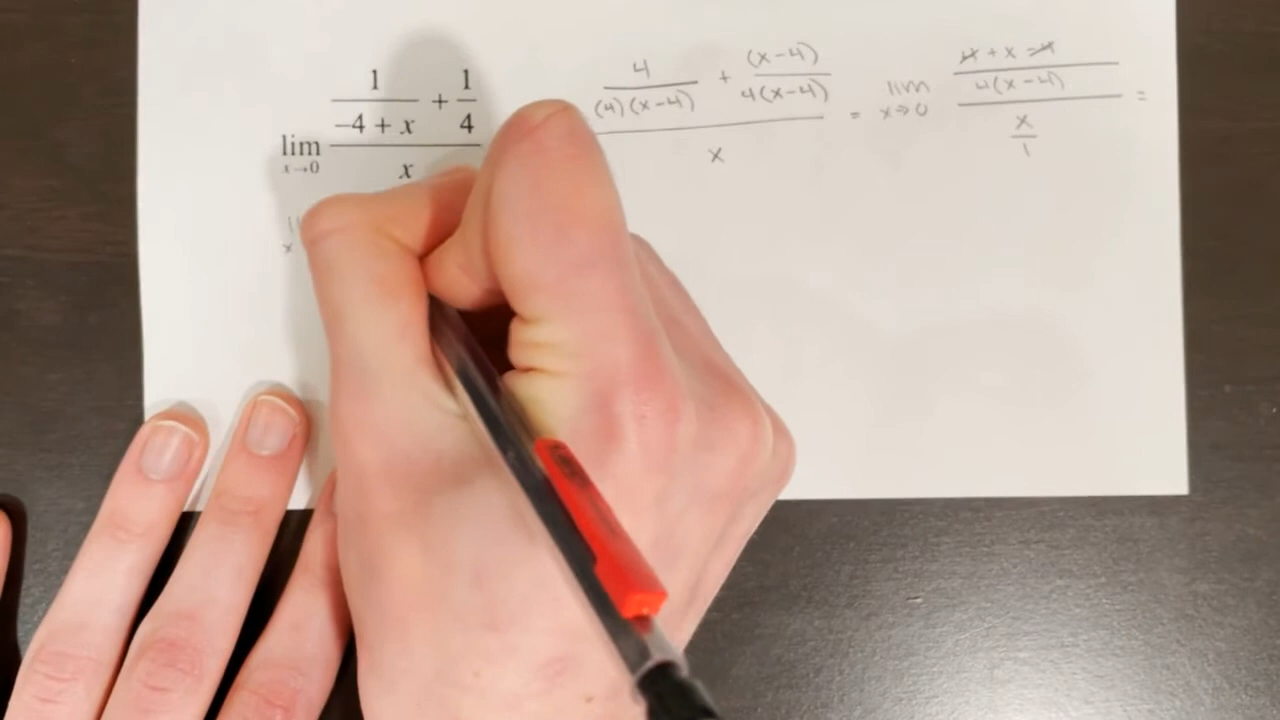 lim x→0 (1/(−4 + x) + 1/4)/x
(4/((4)(x−4)) + (x−4)/(4(x−4)))/x = lim x→0 ((4 + x − 4)/(4(x−4)))/(x/1) =
x